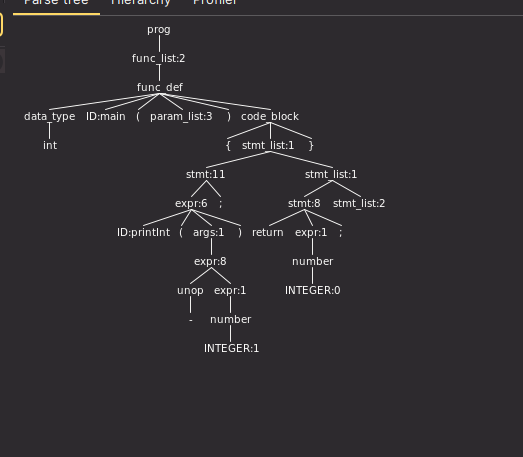 Parse tree Hierarchy Profiler
prog
func_list:2
func_def
data_type ID:main ( param_list:3 ) code_block
int { stmt_list:1 }
stmt:11 stmt_list:1
expr:6 ; stmt:8 stmt_list:2
ID:printInt ( args:1 ) return expr:1 ;
expr:8 number
unop expr:1 INTEGER:0
- number
INTEGER:1